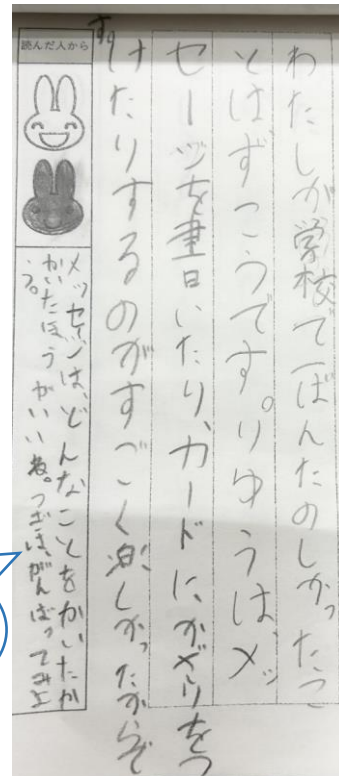 わたしが学校で一ばんたのしかったこ
とはずこうです。りゆうは、メッ
セージを書いたり、カードに、かざりをつ
けたりするのがすごく楽しかったからで
す。
読んだ人から
メッセージは、どんなことをかいたか
かいたほうがいいね。つぎは、がんばってみよ
う。